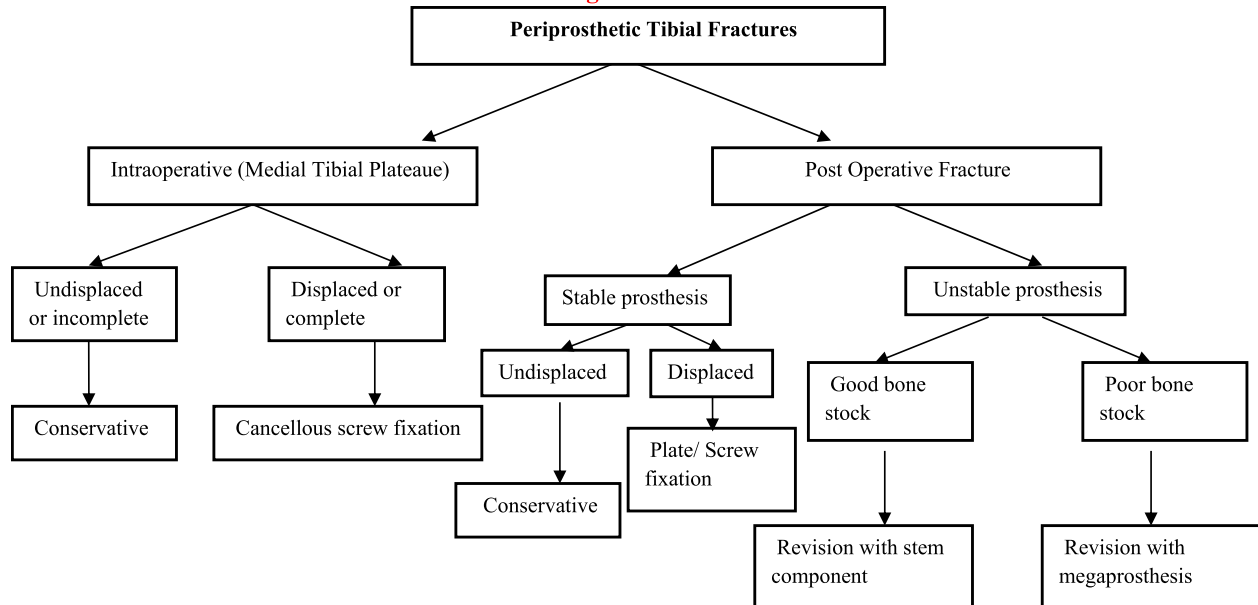 Periprosthetic Tibial Fractures
Intraoperative (Medial Tibial Plateaue)
Post Operative Fracture
Undisplaced
or incomplete
Displaced or
complete
Stable prosthesis
Unstable prosthesis
Undisplaced
Displaced
Good bone
stock
Poor bone
stock
Conservative
Cancellous screw fixation
Plate/ Screw
fixation
Conservative
Revision with stem
component
Revision with
megaprosthesis